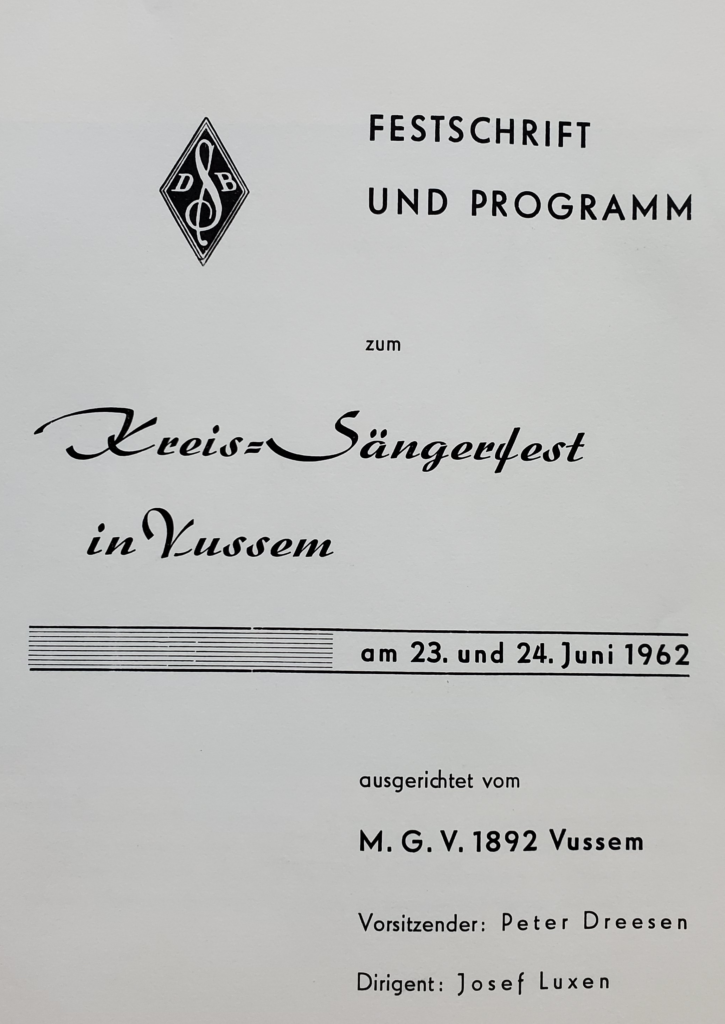 FESTSCHRIFT
UND PROGRAMM
DSB
zum
Kreis=Sängerfest
in Vussem
am 23. und 24. Juni 1962
ausgerichtet vom
M. G. V. 1892 Vussem
Vorsitzender: Peter Dreesen
Dirigent: Josef Luxen